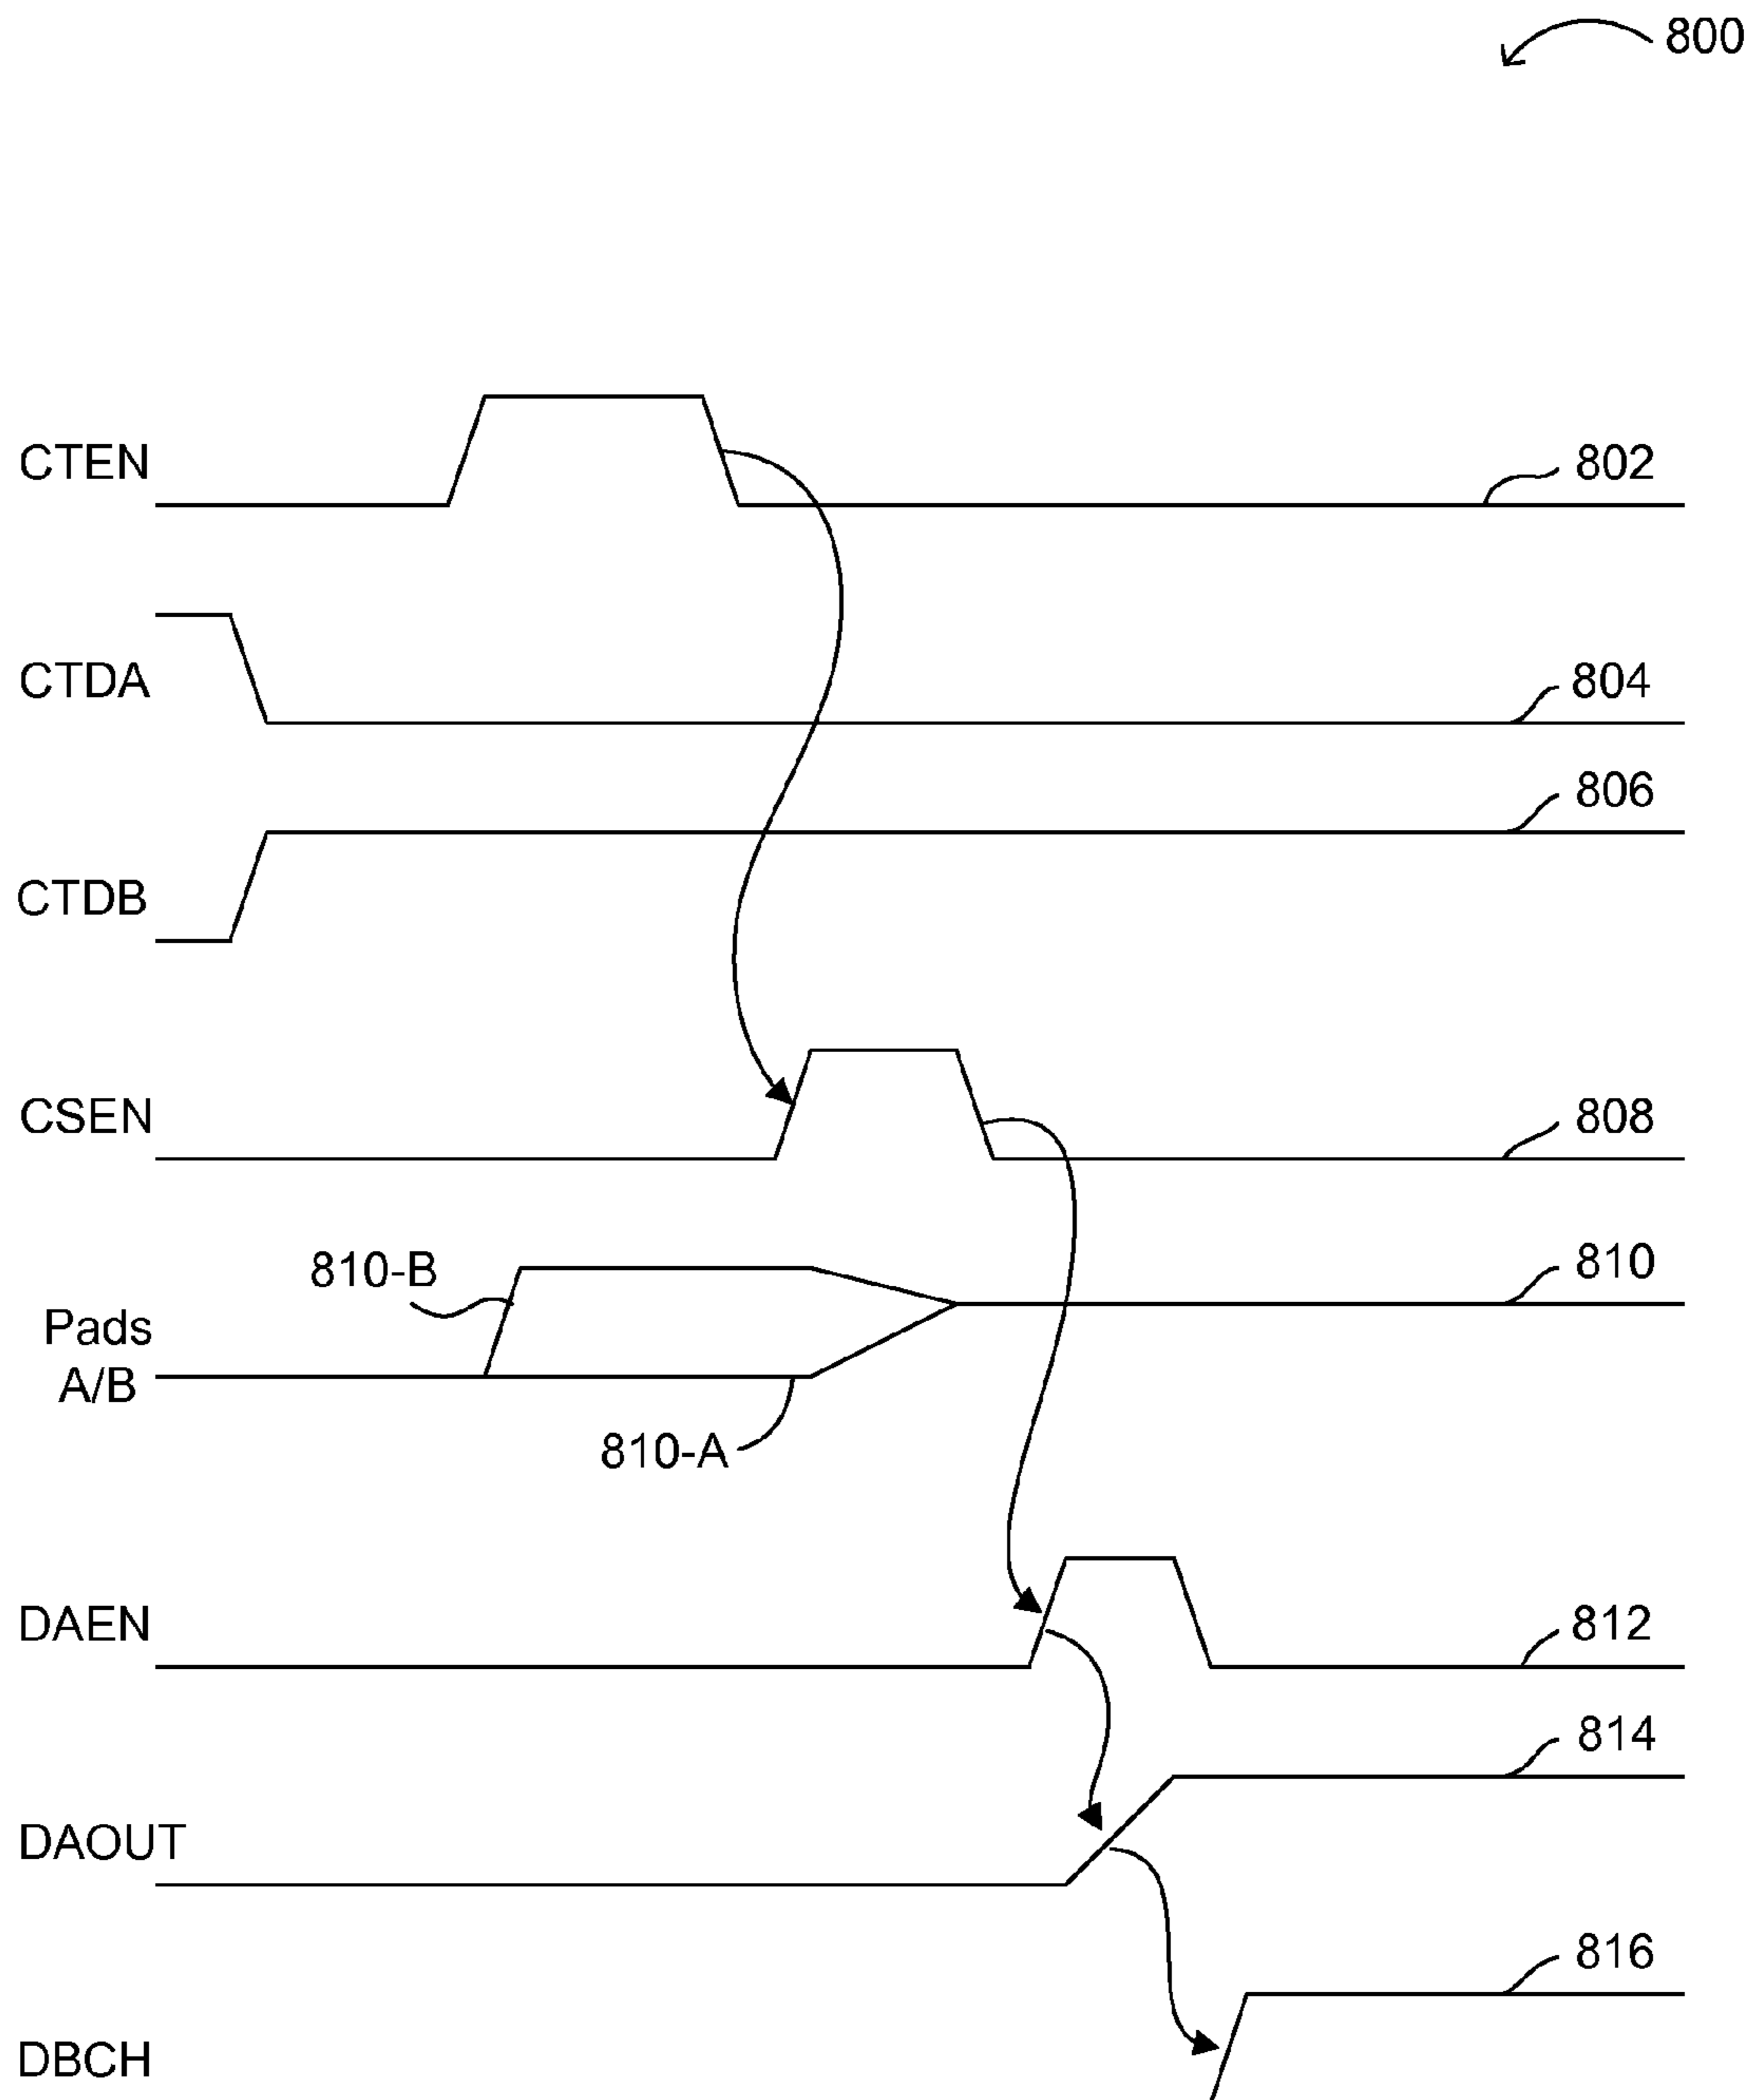 800
CTEN
802
CTDA
804
806
CTDB
CSEN
808
810-B
810
Pads
A/B
810-A
DAEN
812
814
DAOUT
816
DBCH